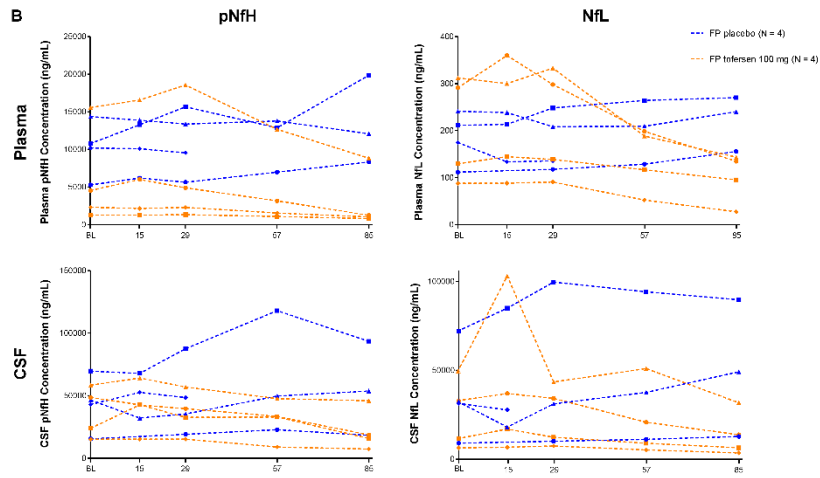 B
pNfH
NfL
FP placebo (N = 4)
FP tofersen 100 mg (N = 4)
Plasma
Plasma pNfH Concentration (ng/mL)
25000
20000
15000
10000
5000
0
BL 15 29 57 85
Plasma NfL Concentration (ng/mL)
400
300
200
100
0
BL 15 29 57 85
CSF
CSF pNfH Concentration (ng/mL)
150000
100000
50000
0
BL 15 29 57 85
CSF NfL Concentration (ng/mL)
100000
50000
0
BL 15 29 57 85